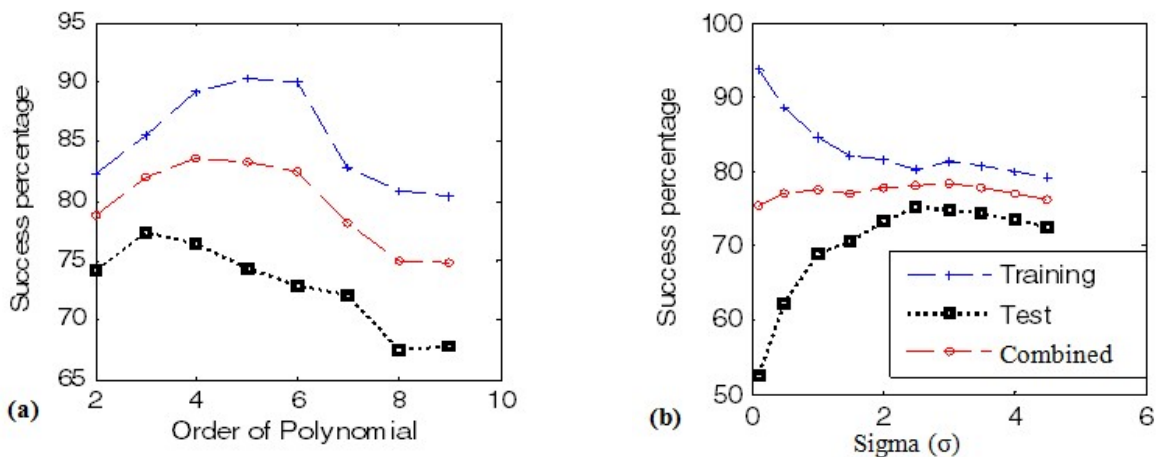 95
90
85
80
75
70
65
2
4
6
8
10
Success percentage
Order of Polynomial
(a)
100
90
80
70
60
50
0
2
4
6
Success percentage
Sigma (σ)
(b)
Training
Test
Combined